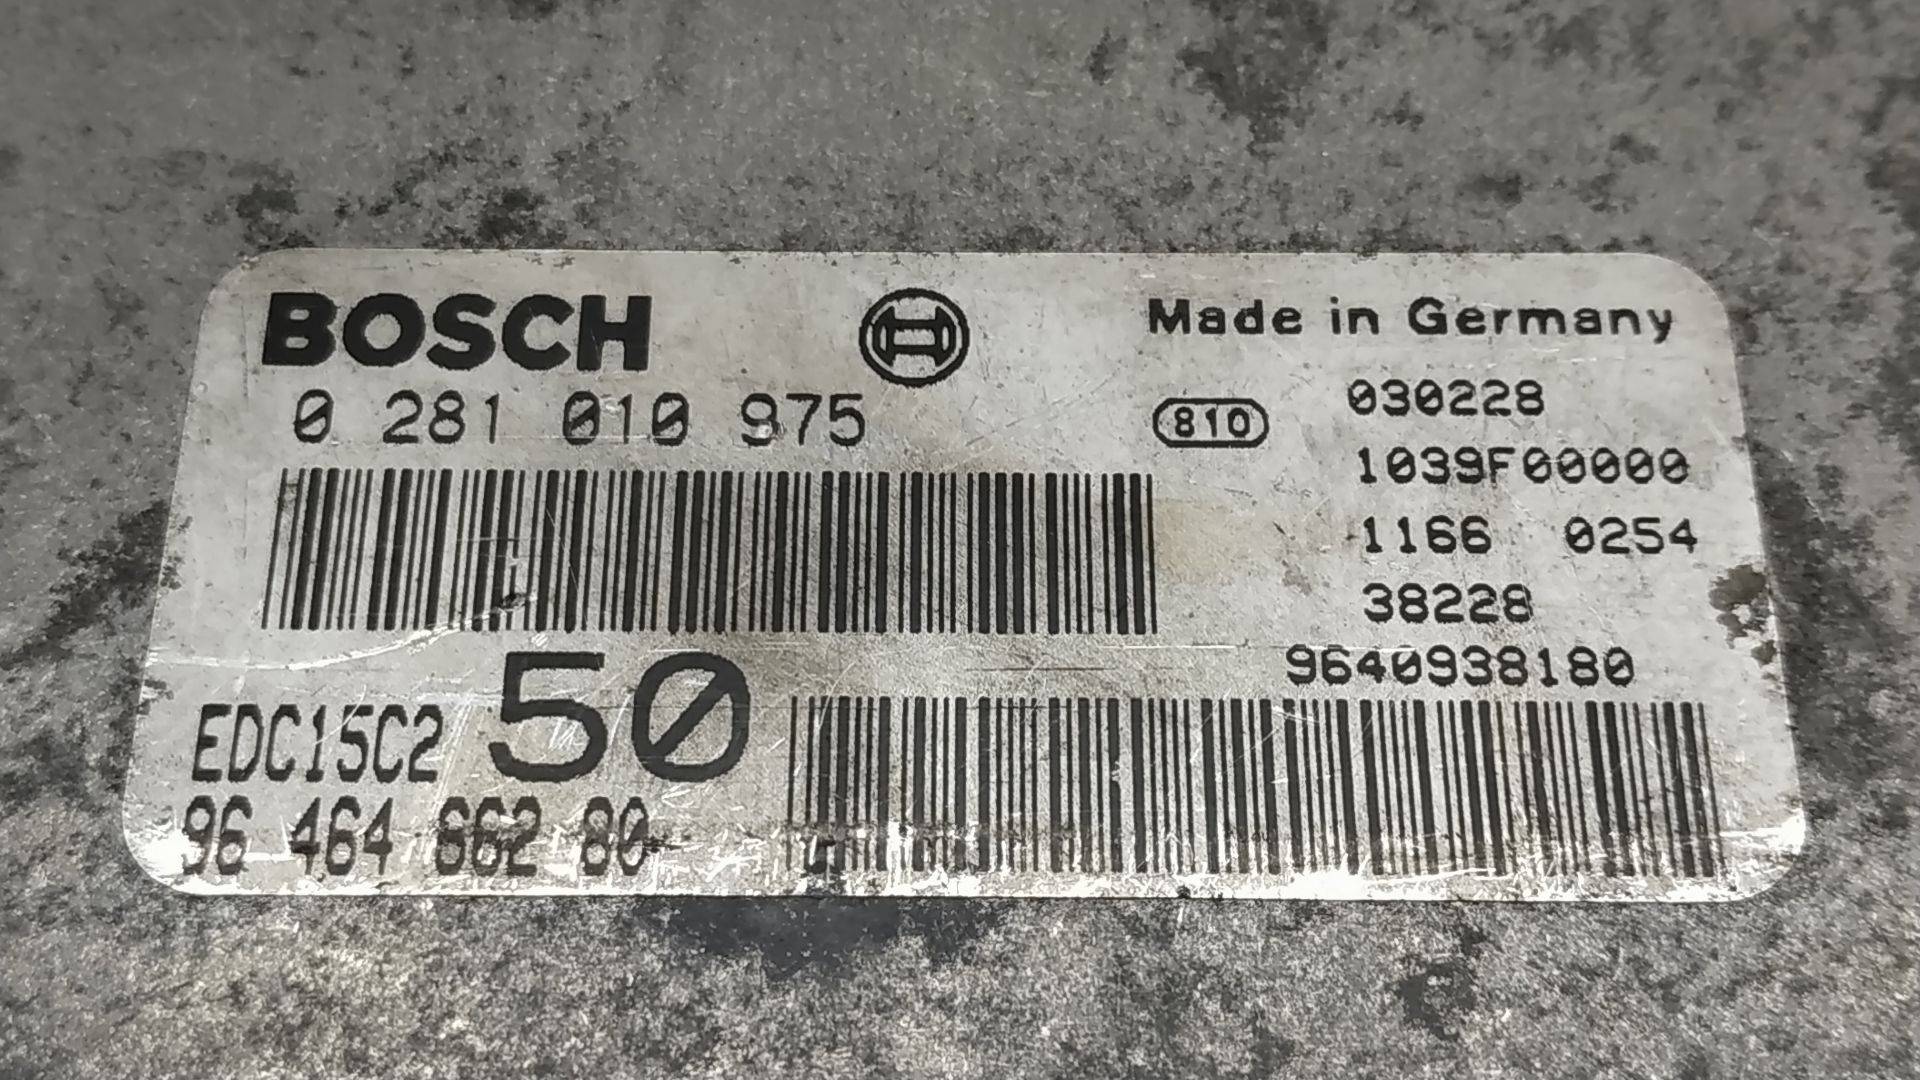 BOSCH
Made in Germany
0 281 010 975
810
030228
1039F00000
1166 0254
38228
9640938180
EDC15C2
50
96 464 862 80